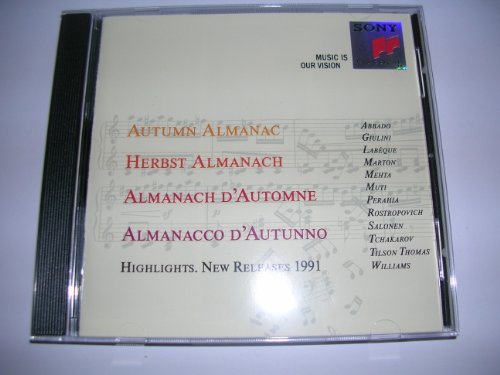 MUSIC IS
OUR VISION
SONY
AUTUMN ALMANAC
HERBST ALMANACH
ALMANACH D'AUTOMNE
ALMANACCO D'AUTUNNO
HIGHLIGHTS. NEW RELEASES 1991
ABBADO
GIULINI
LABÈQUE
MARTON
MEHTA
MUTI
PERAHIA
ROSTROPOVICH
SALONEN
TCHAKAROV
TILSON THOMAS
WILLIAMS